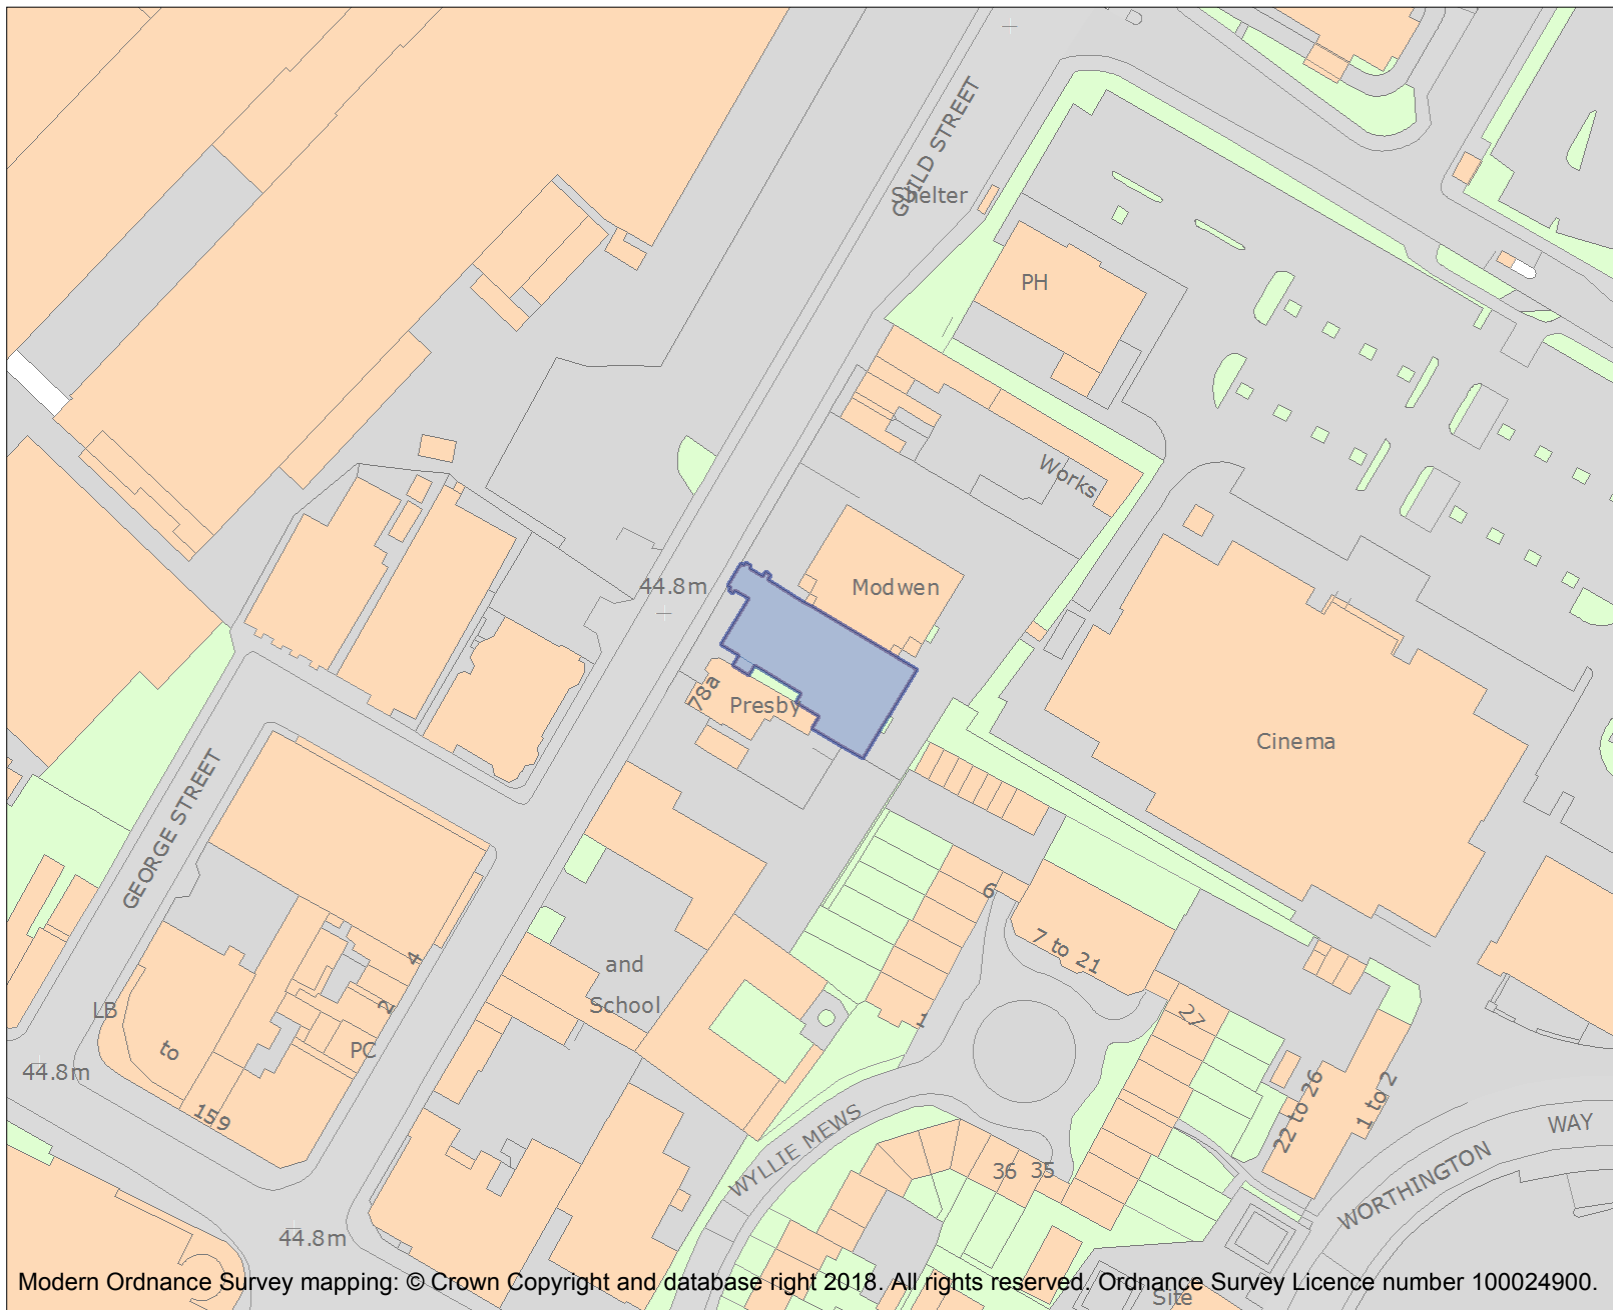 GUILD STREET
Shelter
PH
Works
44.8m
Modwen
78a
Presby
Cinema
GEORGE STREET
6
7 to 21
4
2
and
School
LB
to
PC
1
27
44.8m
159
22 to 26
1 to 2
WYLLIE MEWS
WAY
WORTHINGTON
36
35
44.8m
Modern Ordnance Survey mapping: © Crown Copyright and database right 2018. All rights reserved. Ordnance Survey Licence number 100024900.
Site